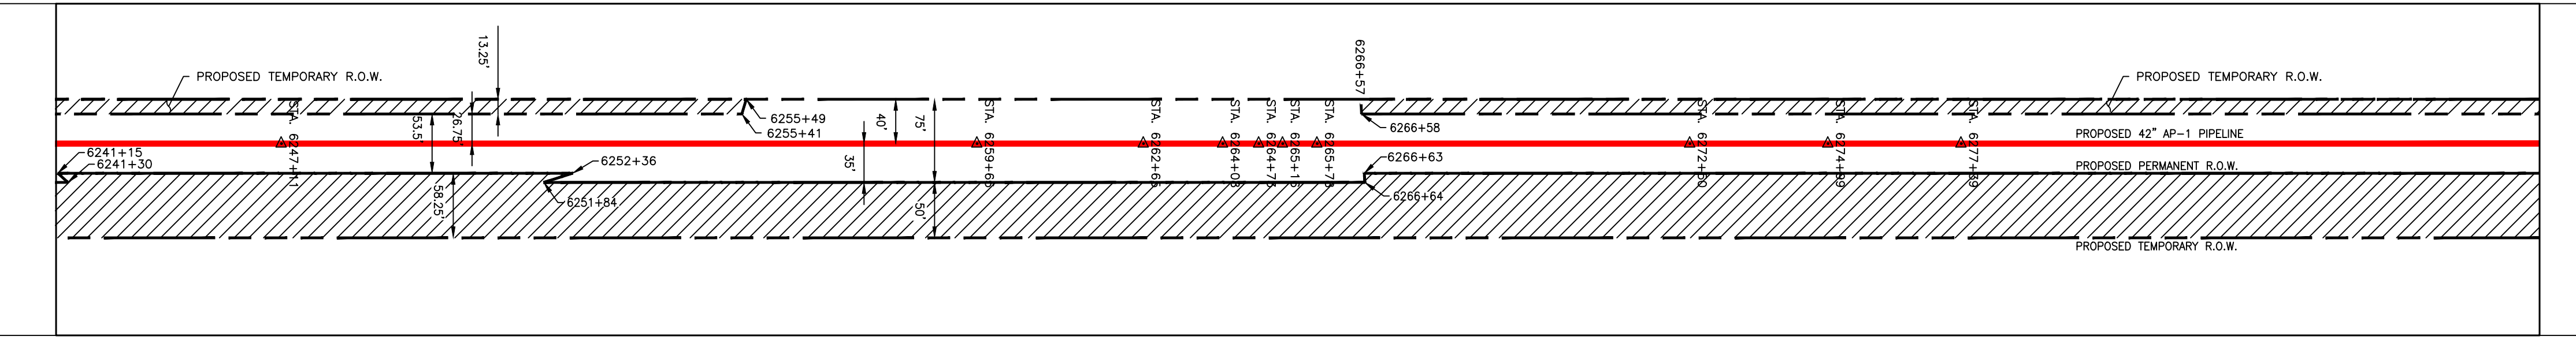 13.25'
6266+57
PROPOSED TEMPORARY R.O.W.
PROPOSED TEMPORARY R.O.W.
STA. 6247+11
53.5'
26.75'
6255+49
6255+41
40'
75'
STA. 6259+66
STA. 6262+65
STA. 6264+08
STA. 6264+73
STA. 6265+16
STA. 6265+78
6266+58
STA. 6272+50
STA. 6274+99
STA. 6277+39
PROPOSED 42" AP-1 PIPELINE
6241+15
6241+30
6252+36
35'
6266+63
PROPOSED PERMANENT R.O.W.
58.25'
6251+84
50'
6266+64
PROPOSED TEMPORARY R.O.W.